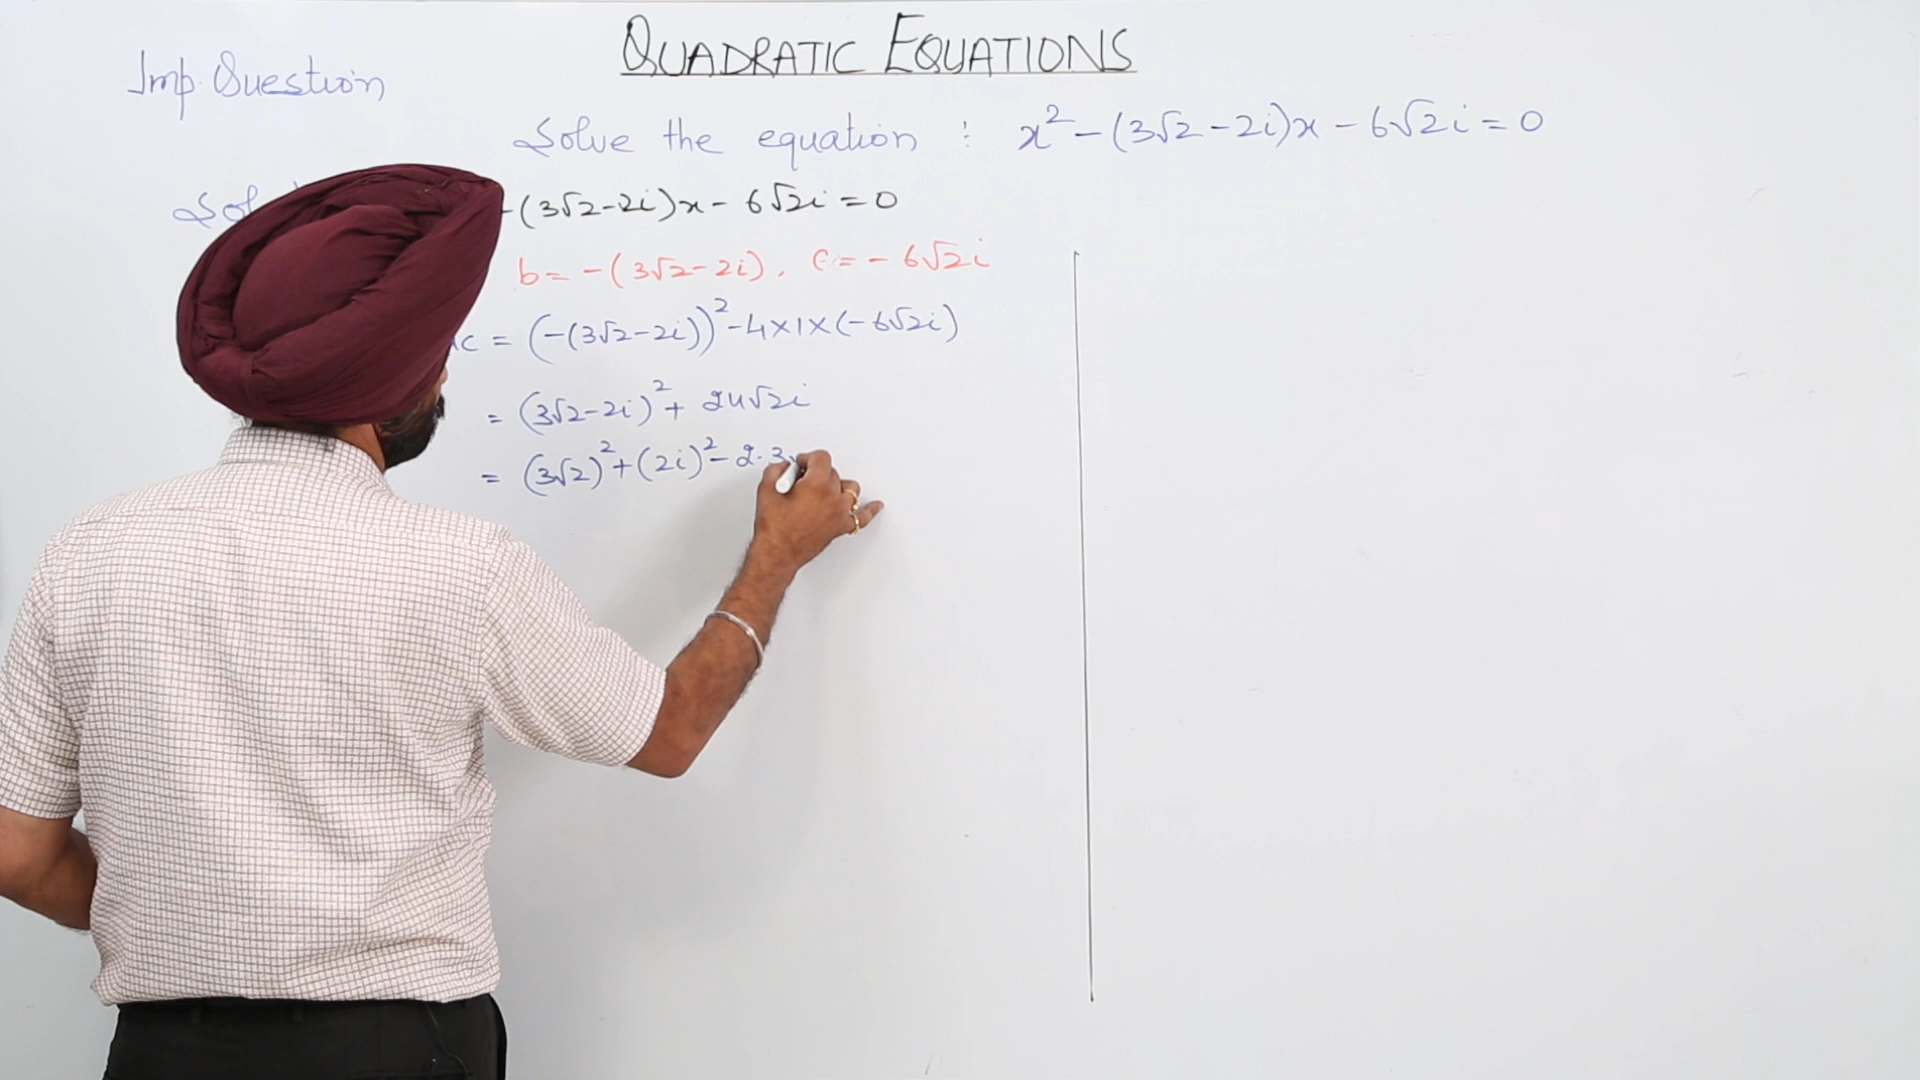 QUADRATIC EQUATIONS
Imp. Question
Solve the equation : x² - (3√2 - 2i)x - 6√2i = 0
Sol
-(3√2-2i)x - 6√2i = 0
b = -(3√2-2i), c = -6√2i
c = (-(3√2-2i))² - 4×1×(-6√2i)
= (3√2-2i)² + 24√2i
= (3√2)² + (2i)² - 2·3